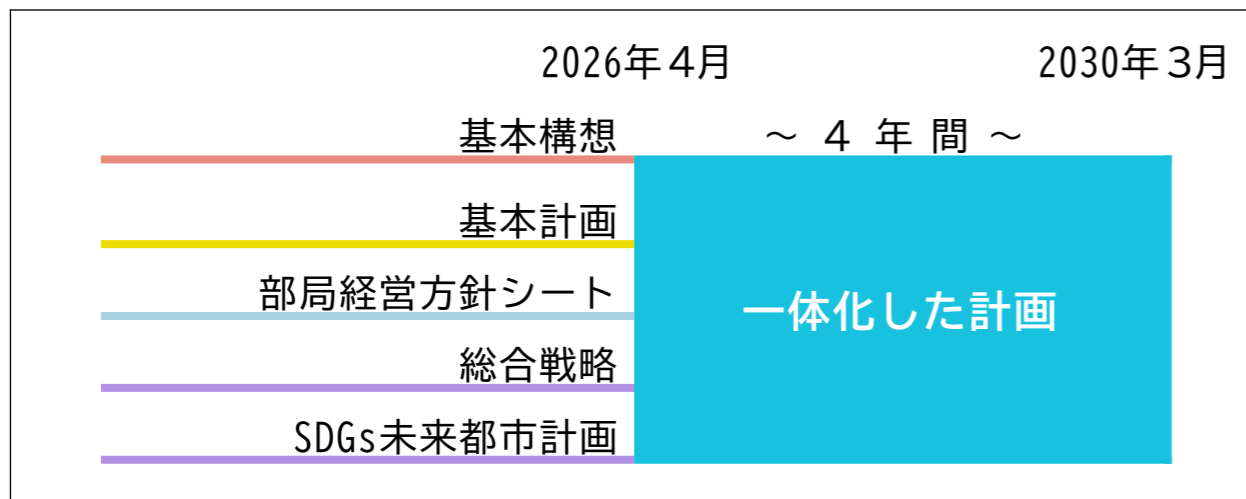 2026年４月 2030年３月
基本構想 ～ ４ 年 間 ～
基本計画
部局経営方針シート
一体化した計画
総合戦略
SDGs未来都市計画